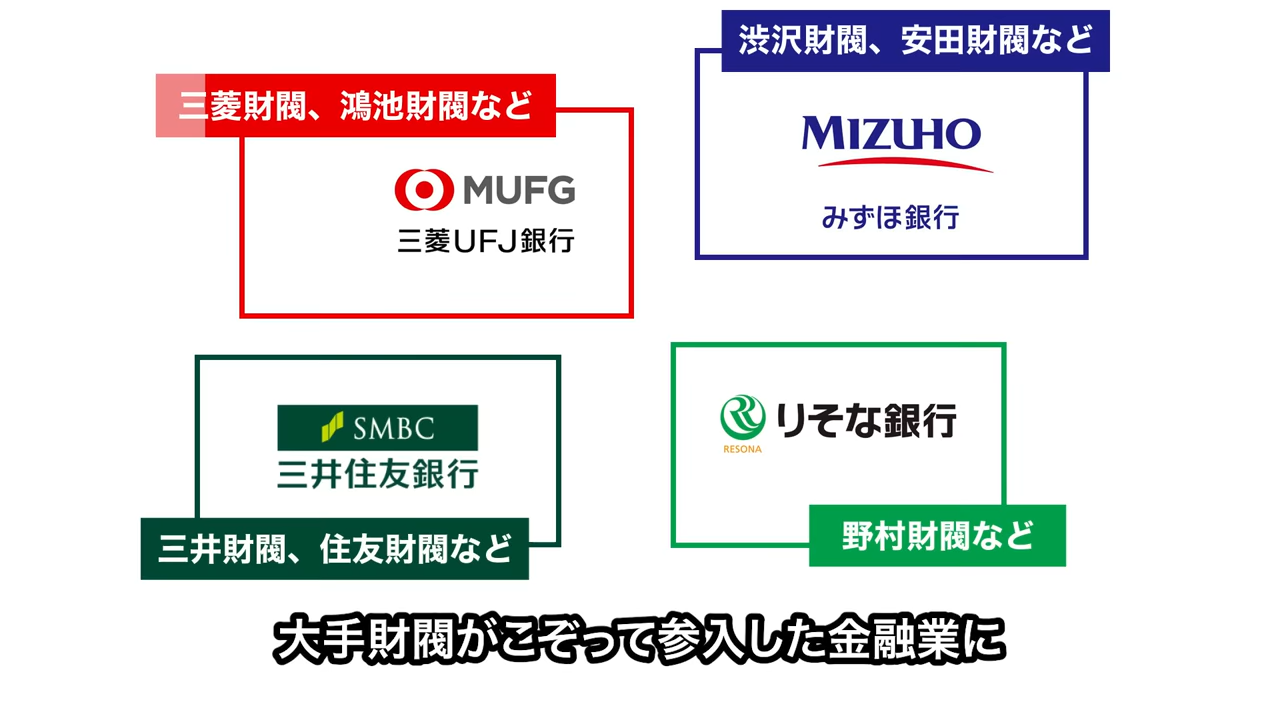 三菱財閥、鴻池財閥など
MUFG
三菱UFJ銀行
渋沢財閥、安田財閥など
MIZUHO
みずほ銀行
SMBC
三井住友銀行
三井財閥、住友財閥など
りそな銀行
RESONA
野村財閥など
大手財閥がこぞって参入した金融業に